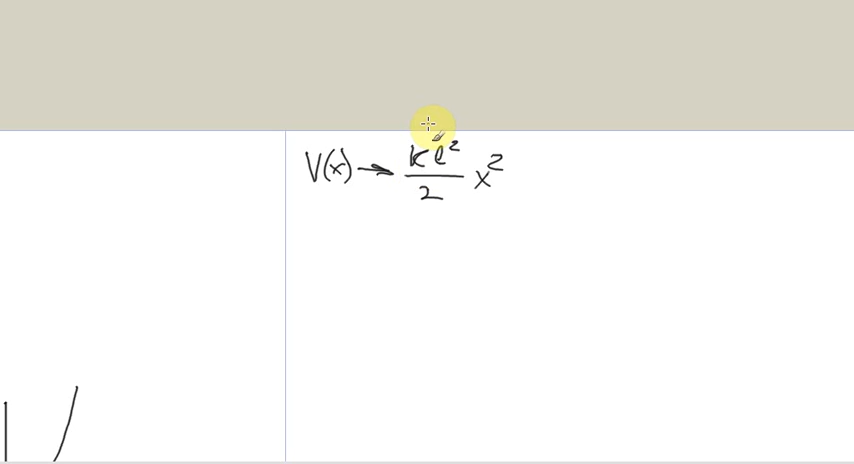 V(x) → kl²/2 x²